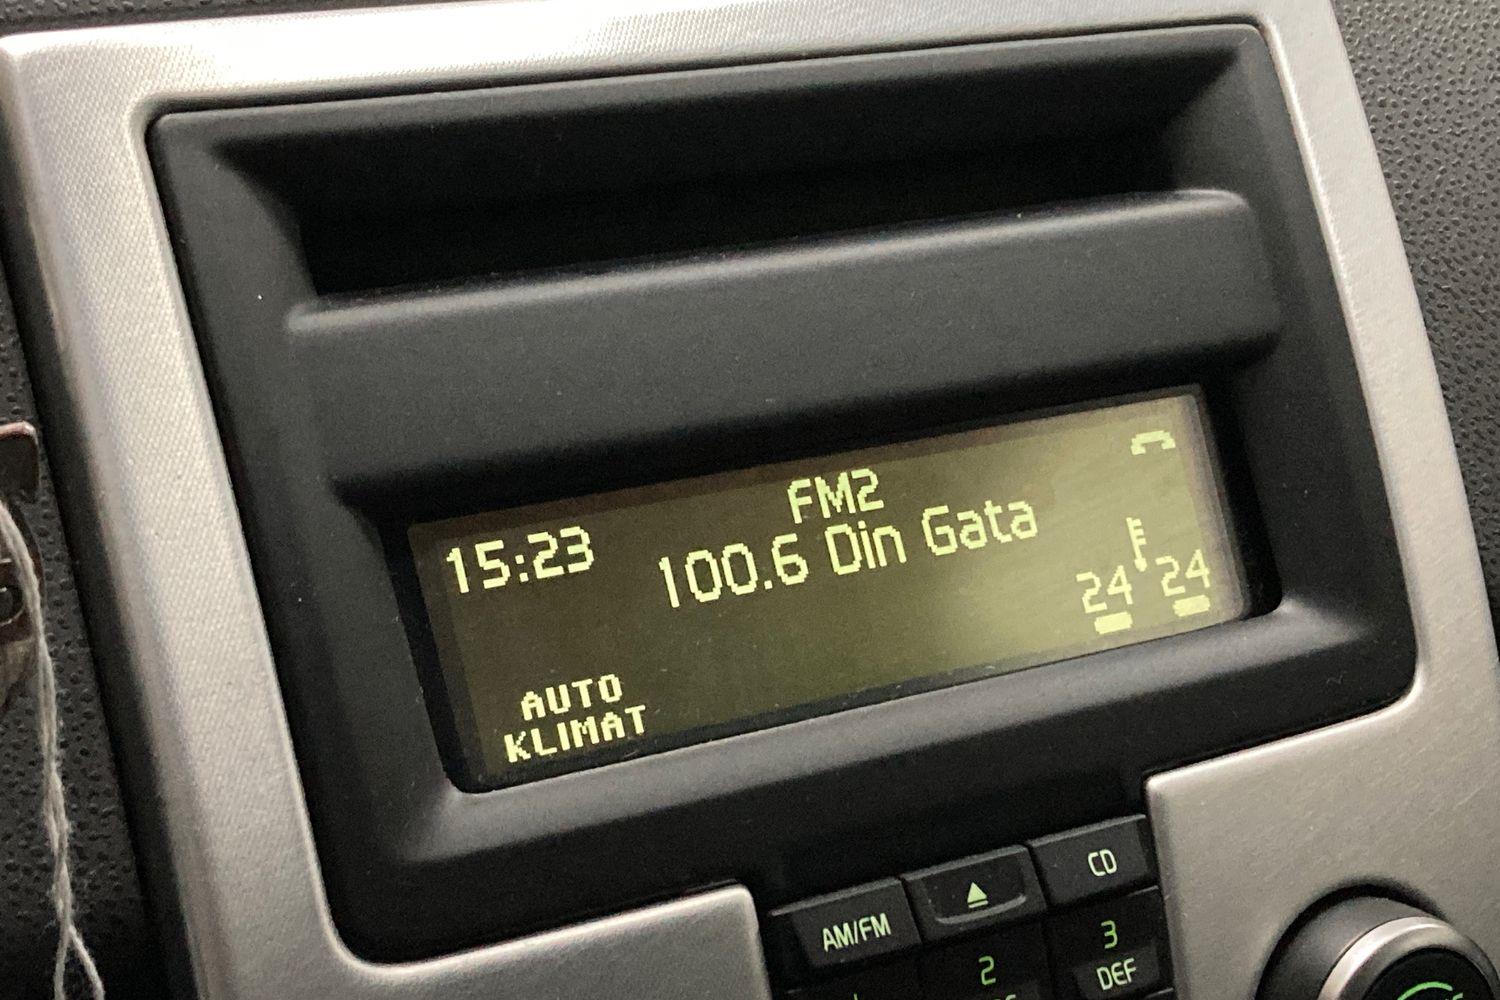 FM2
15:23
100.6 Din Gata
24 24
AUTO
KLIMAT
AM/FM
CD
2
3
DEF